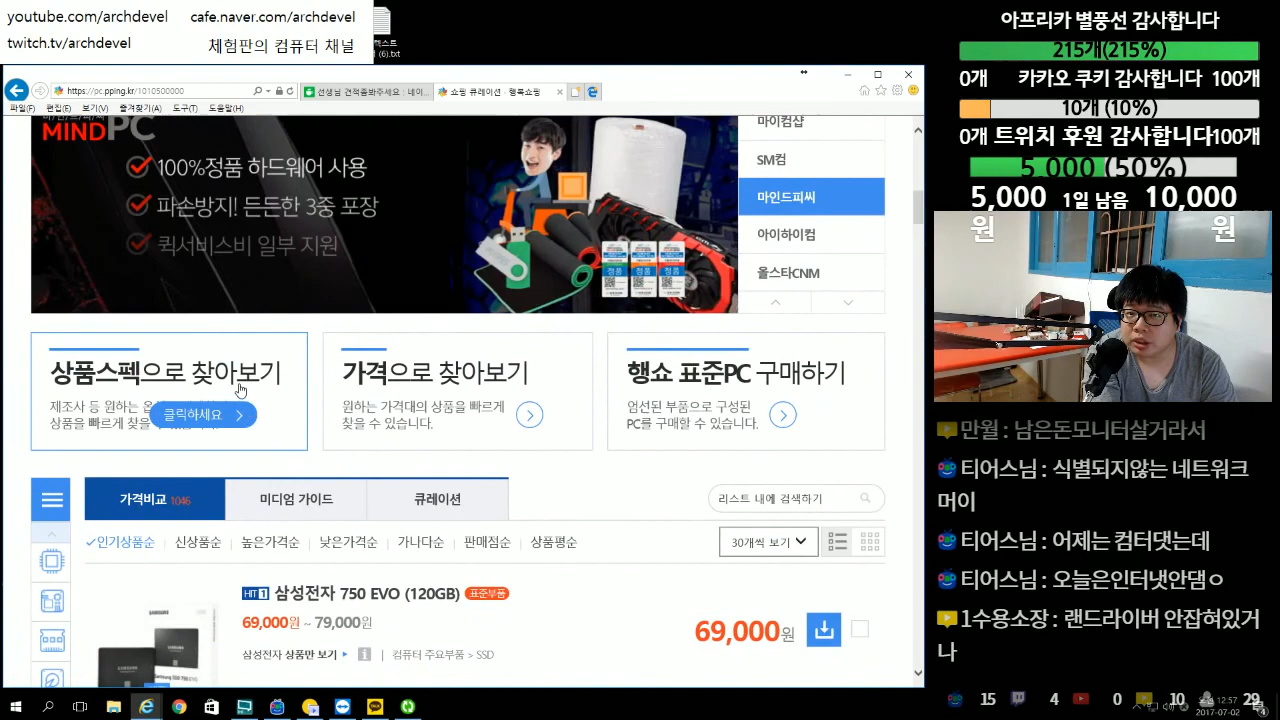 youtube.com/archdevel cafe.naver.com/archdevel
twitch.tv/archdevel 체험판의 컴퓨터 채널
(6).txt
https://pc.pping.kr/1010500000
선생님 견적좀봐주세요 : 네이...
쇼핑 큐레이션 · 행복쇼핑
파일(F) 편집(E) 보기(V) 즐겨찾기(A) 도구(T) 도움말(H)
MINDPC
100%정품 하드웨어 사용
파손방지! 든든한 3중 포장
퀵서비스비 일부 지원
정품 정품 정품
마이컴샵
SM컴
마인드피씨
아이하이컴
올스타CNM
상품스펙으로 찾아보기
제조사 등 원하는
상품을 빠르게 찾을
클릭하세요
가격으로 찾아보기
원하는 가격대의 상품을 빠르게
찾을 수 있습니다.
행쇼 표준PC 구매하기
엄선된 부품으로 구성된
PC를 구매할 수 있습니다.
가격비교 1046 미디엄 가이드 큐레이션
리스트 내에 검색하기
인기상품순 신상품순 높은가격순 낮은가격순 가나다순 판매점순 상품평순
30개씩 보기
HIT 1 삼성전자 750 EVO (120GB) 표준부품
69,000원 ~ 79,000원
69,000원
삼성전자 상품만 보기 | 컴퓨터 주요부품 > SSD
SAMSUNG
아프리카 별풍선 감사합니다
215개(215%)
0개 카카오 쿠키 감사합니다 100개
10개 (10%)
0개 트위치 후원 감사합니다 100개
5,000 (50%)
5,000원 1일 남음 10,000원
만월 : 남은돈모니터살거라서
티어스님 : 식별되지않는 네트워크
머이
티어스님 : 어제는 컴터댓는데
티어스님 : 오늘은인터냇안댐ㅇ
1수용소장 : 랜드라이버 안잡혀있거
나
15 4 0 10 29
12:57
2017-07-02